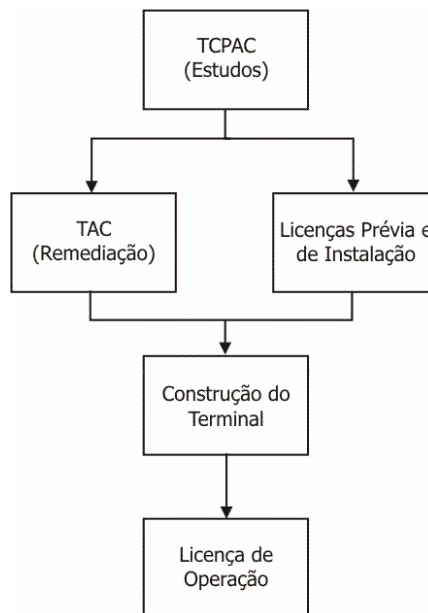 TCPAC
(Estudos)
TAC
(Remediação)
Licenças Prévia e
de Instalação
Construção do
Terminal
Licença de
Operação